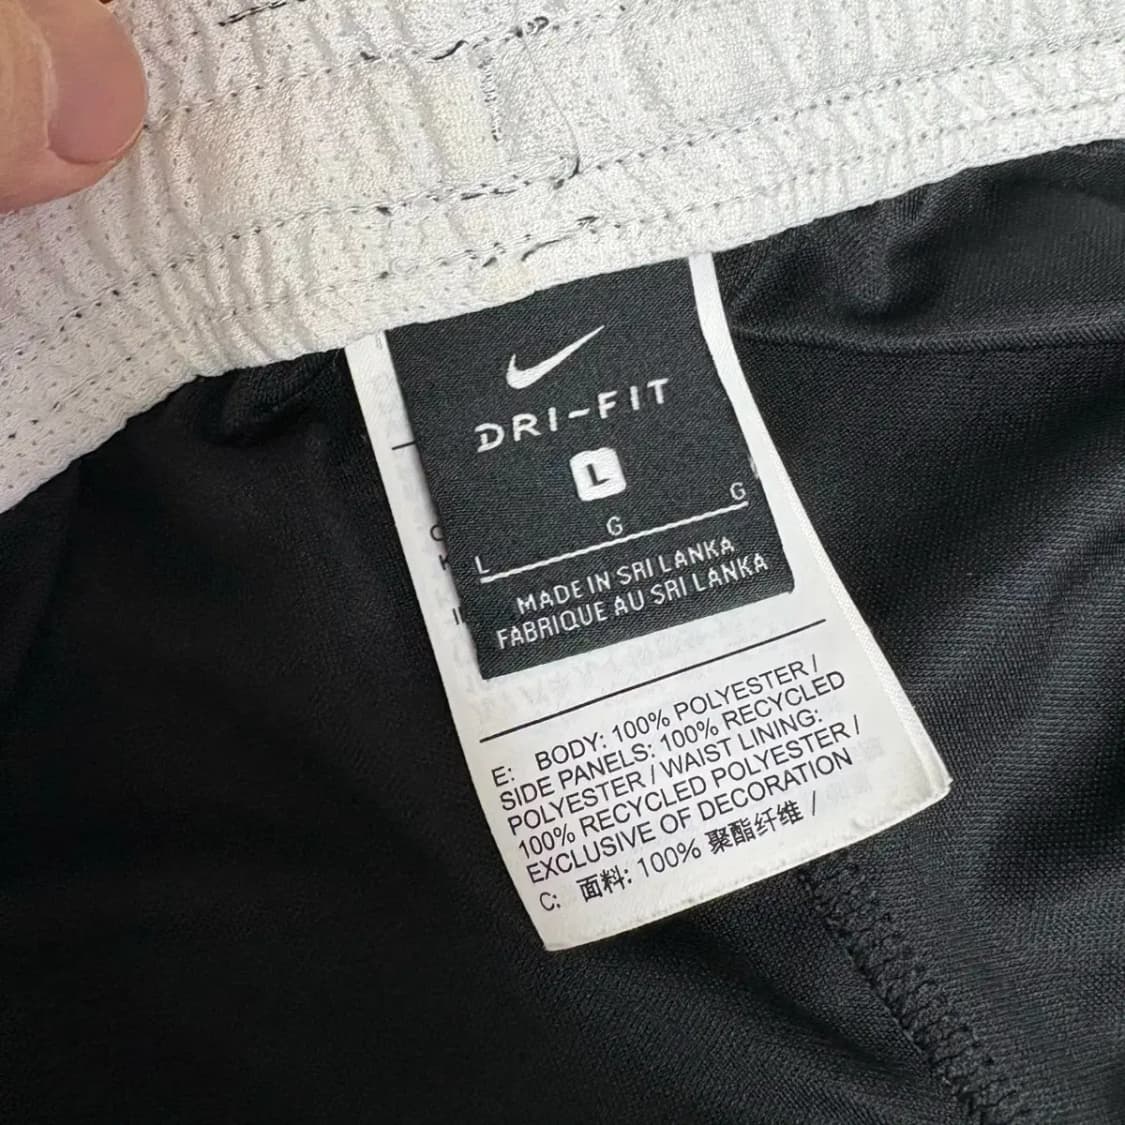 DRI-FIT
L
L G G
MADE IN SRI LANKA
FABRIQUE AU SRI LANKA
E: BODY: 100% POLYESTER /
SIDE PANELS: 100% RECYCLED
POLYESTER / WAIST LINING:
100% RECYCLED POLYESTER /
EXCLUSIVE OF DECORATION
C: 面料: 100% 聚酯纤维 /